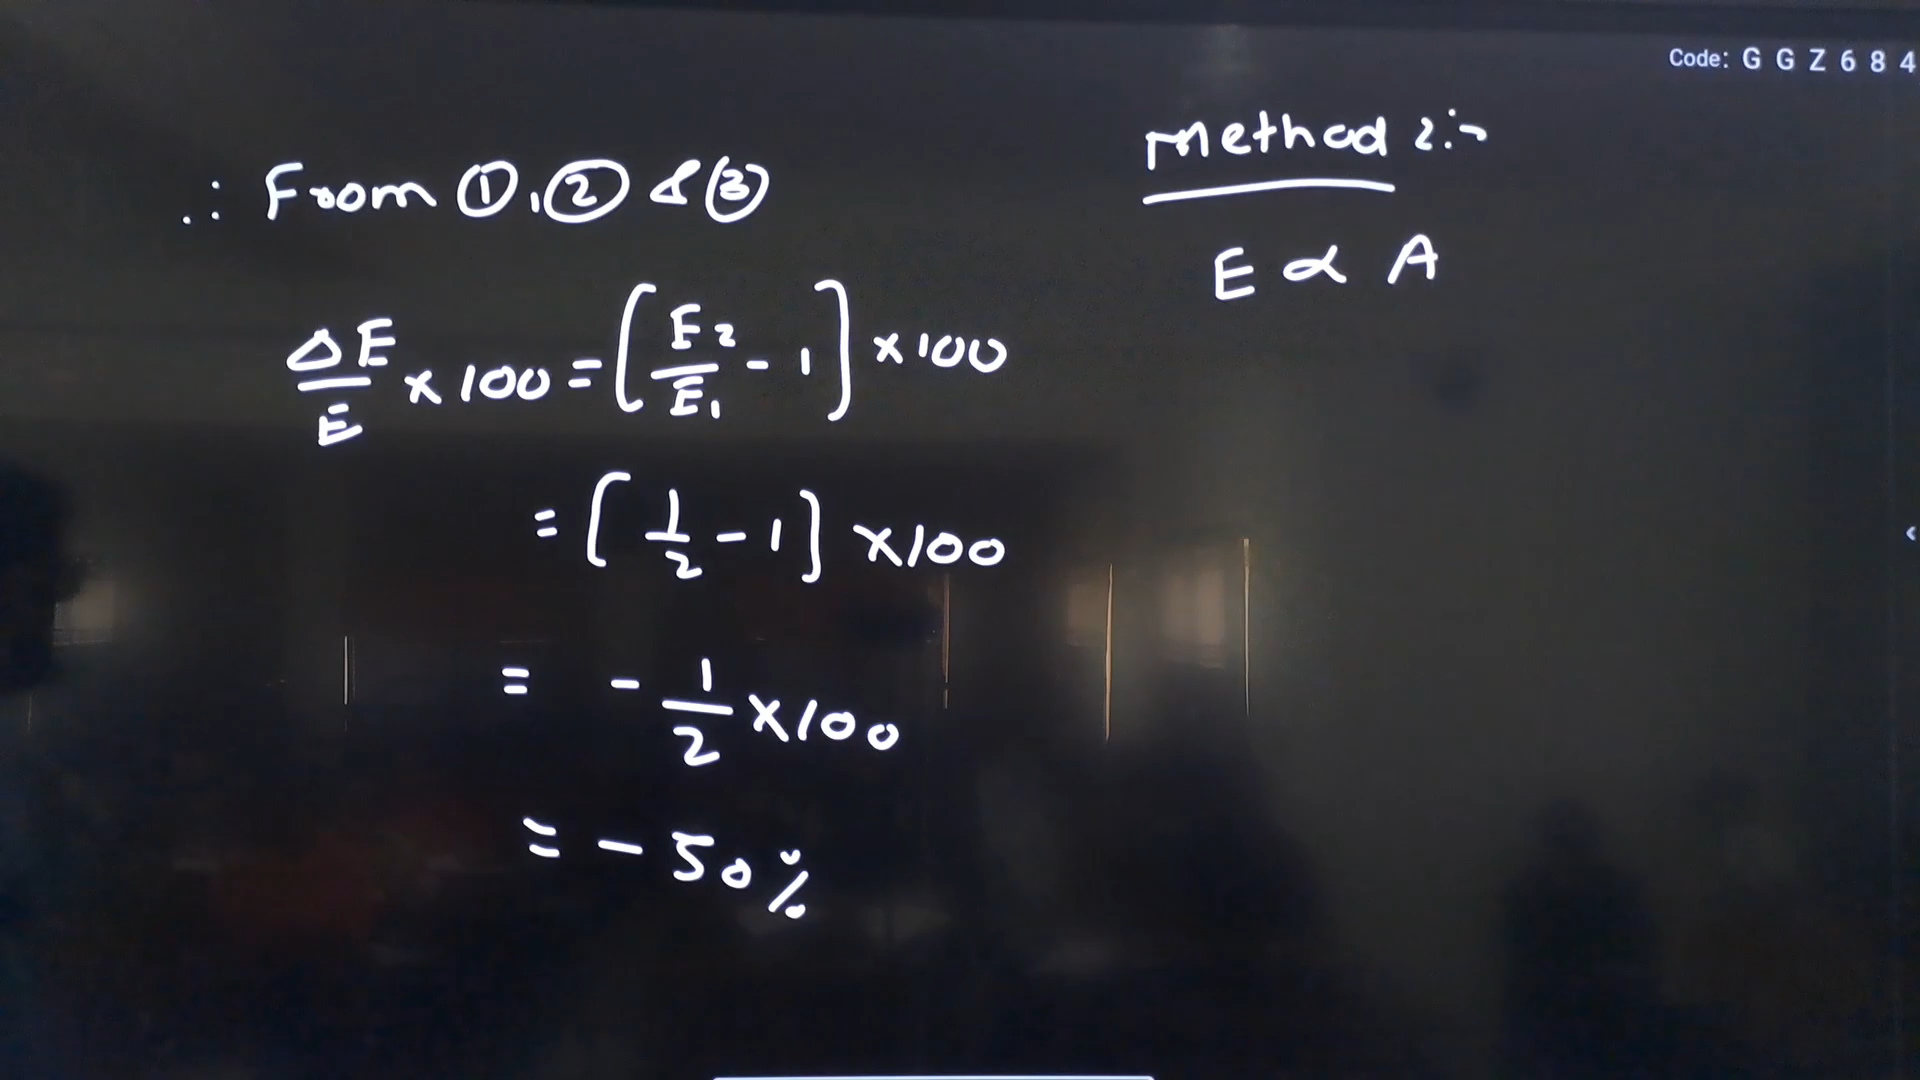 Code: G G Z 6 8 4
∴ From ①, ② & ③
ΔE/E × 100 = [E₂/E₁ - 1] × 100
= [1/2 - 1] × 100
= - 1/2 × 100
= - 50%
Method 2:-
E ∝ A